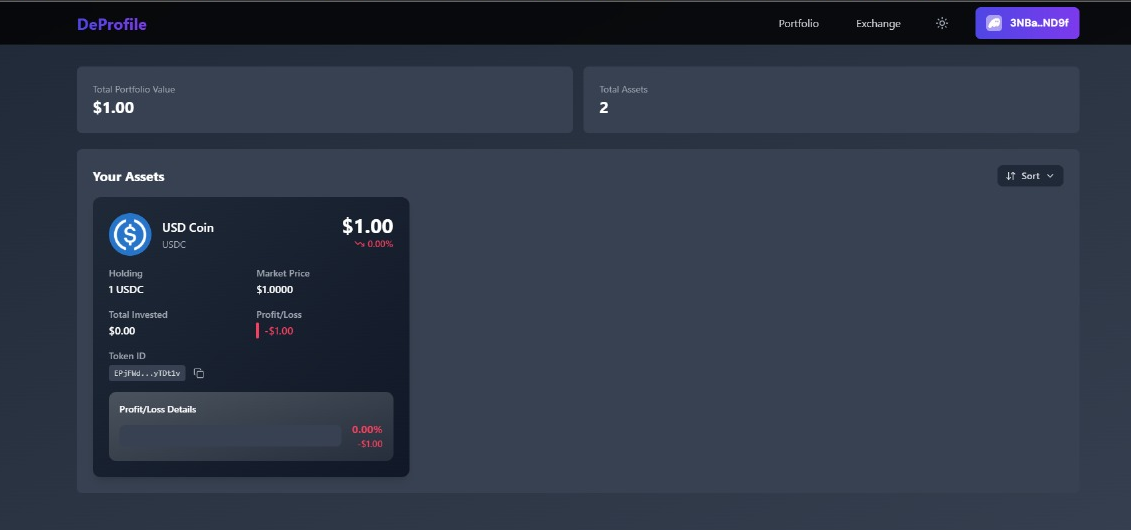 DeProfile
Portfolio Exchange 3NBa..ND9f
Total Portfolio Value
$1.00
Total Assets
2
Your Assets
Sort
USD Coin
USDC
$1.00
0.00%
Holding
1 USDC
Market Price
$1.0000
Total Invested
$0.00
Profit/Loss
-$1.00
Token ID
EPjFWd...yTDt1v
Profit/Loss Details
0.00%
-$1.00